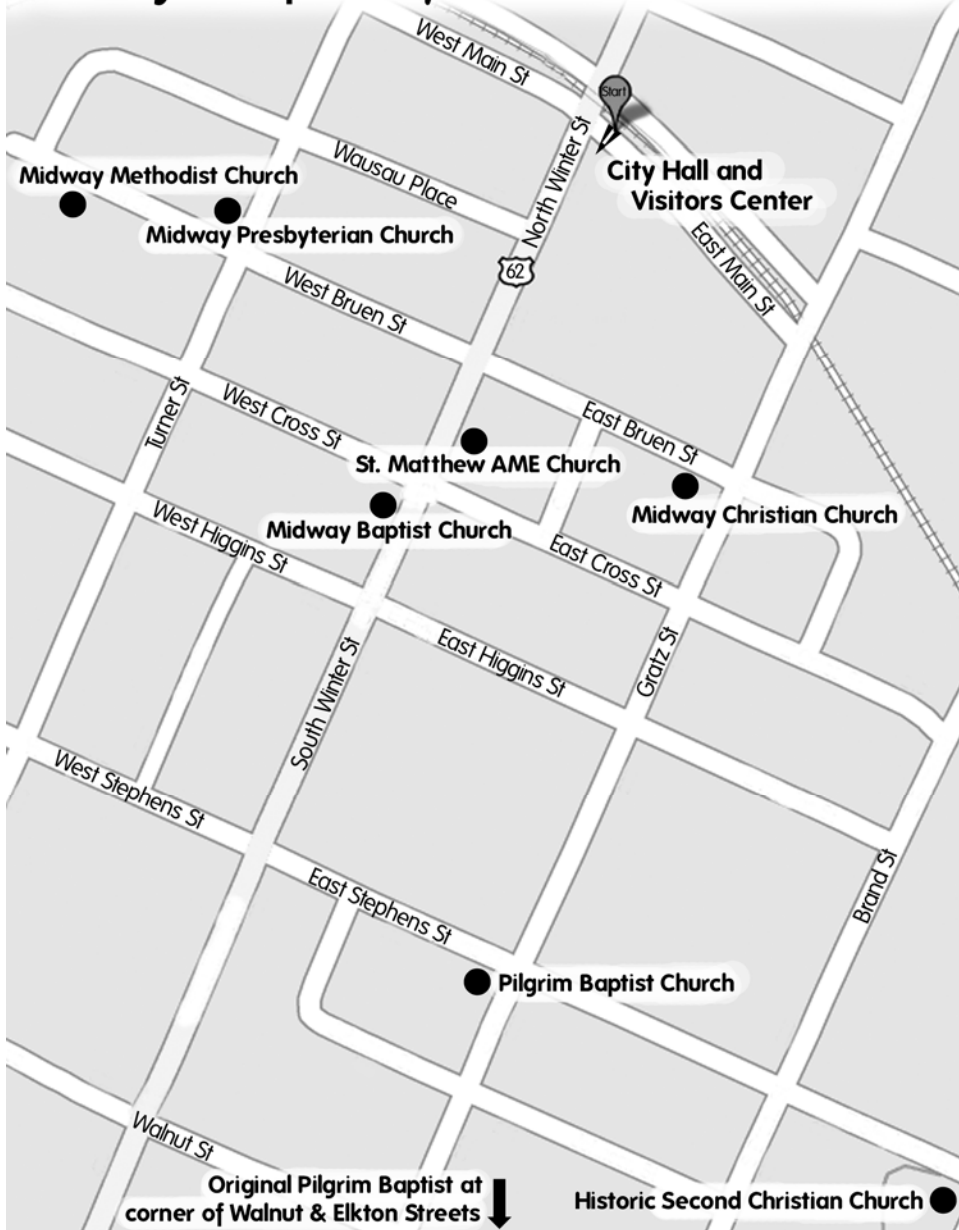 West Main St
Start
North Winter St
City Hall and
Visitors Center
Wausau Place
Midway Methodist Church
Midway Presbyterian Church
East Main St
62
West Bruen St
Turner St
West Cross St
East Bruen St
St. Matthew AME Church
Midway Christian Church
Midway Baptist Church
West Higgins St
East Cross St
East Higgins St
Gratz St
South Winter St
West Stephens St
East Stephens St
Brand St
Pilgrim Baptist Church
Walnut St
Original Pilgrim Baptist at
corner of Walnut & Elkton Streets
Historic Second Christian Church